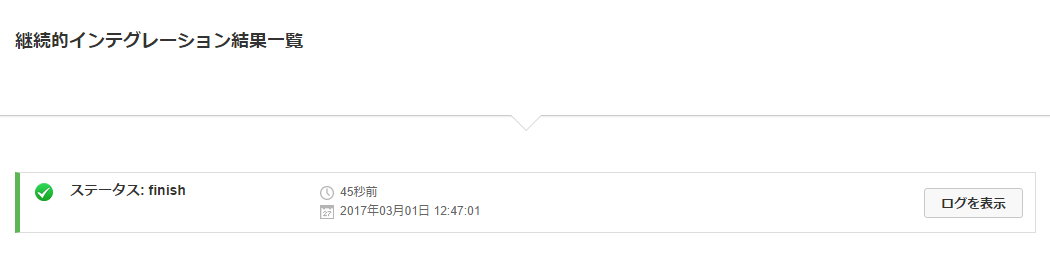 継続的インテグレーション結果一覧
ステータス: finish
45秒前
27
2017年03月01日 12:47:01
ログを表示